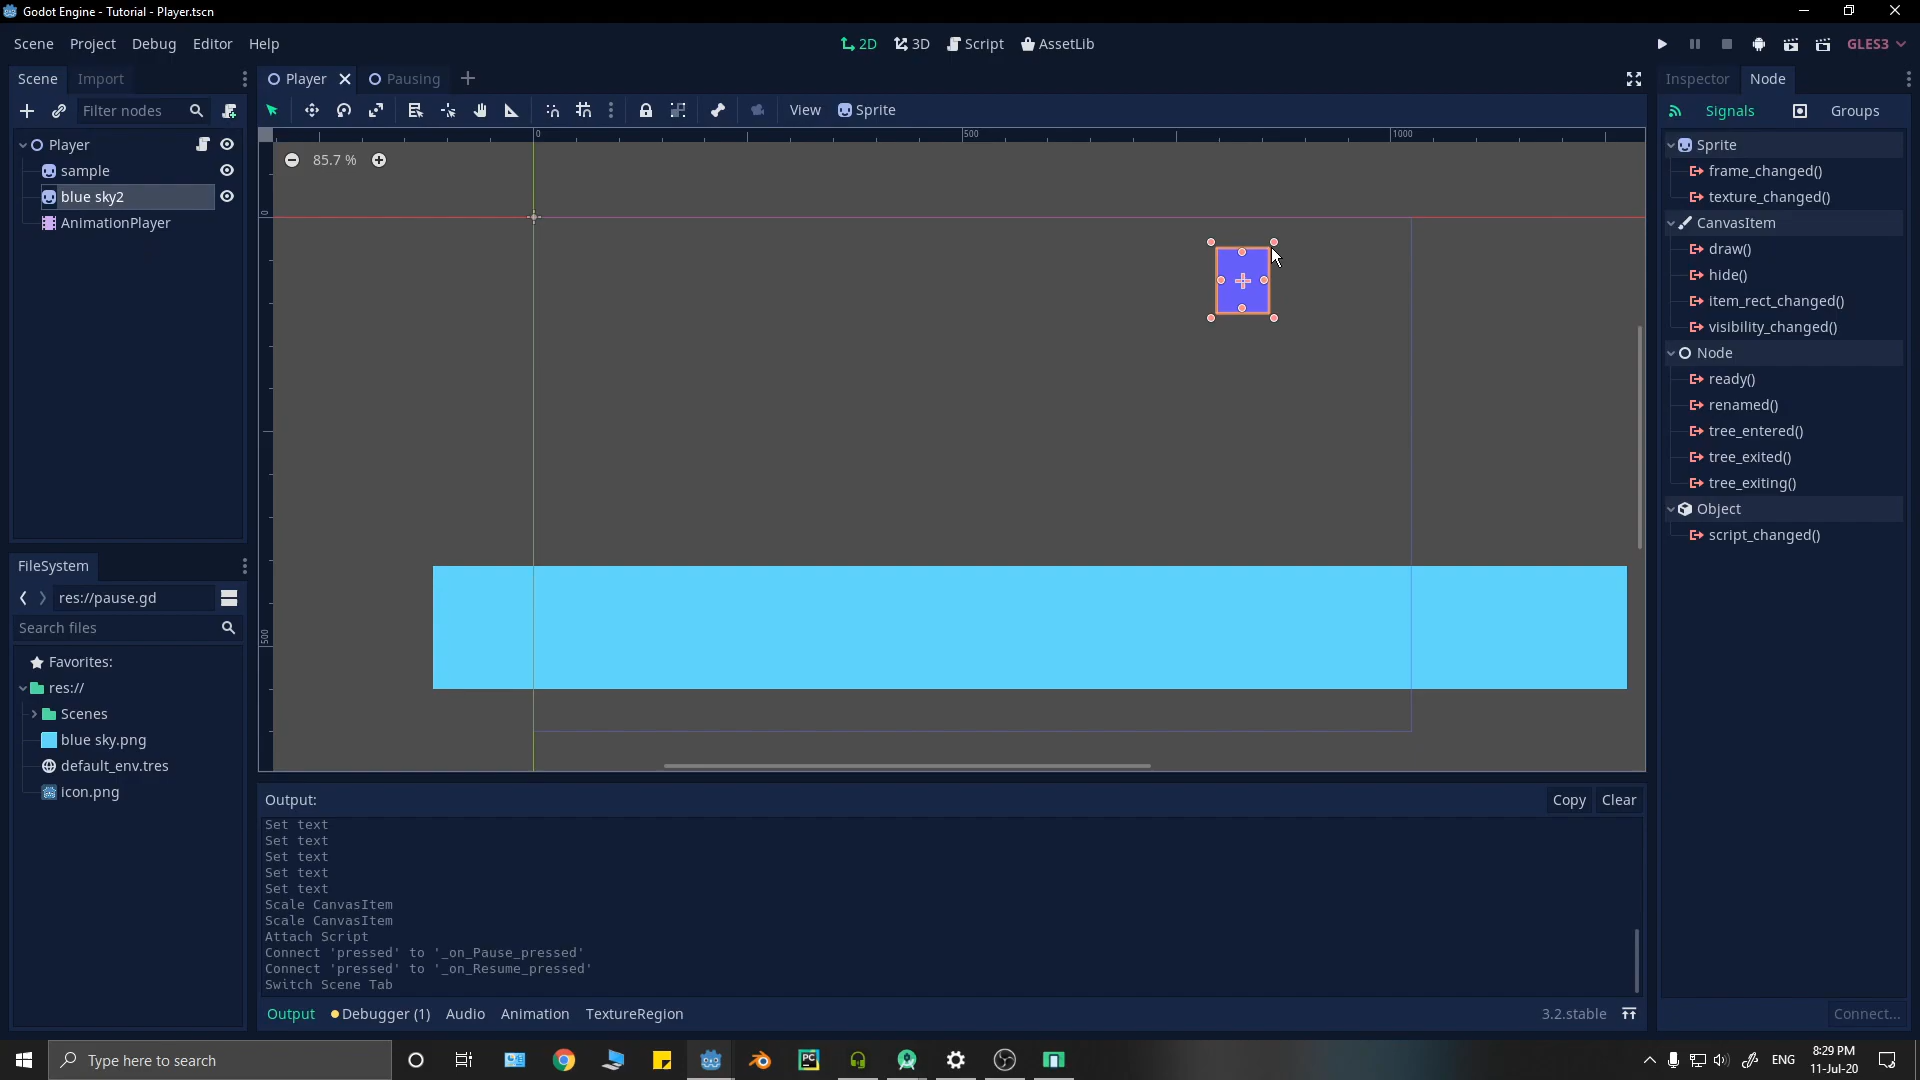 Godot Engine - Tutorial - Player.tscn
Scene Project Debug Editor Help
2D 3D Script AssetLib
GLES3
Scene Import
Player Pausing
Inspector Node
Filter nodes
View Sprite
Signals Groups
Player
sample
blue sky2
AnimationPlayer
85.7 %
0 500 1000
0
500
Sprite
frame_changed()
texture_changed()
CanvasItem
draw()
hide()
item_rect_changed()
visibility_changed()
Node
ready()
renamed()
tree_entered()
tree_exited()
tree_exiting()
Object
script_changed()
FileSystem
res://pause.gd
Search files
Favorites:
res://
Scenes
blue sky.png
default_env.tres
icon.png
Output:
Copy Clear
Set text
Set text
Set text
Set text
Set text
Scale CanvasItem
Scale CanvasItem
Attach Script
Connect 'pressed' to '_on_Pause_pressed'
Connect 'pressed' to '_on_Resume_pressed'
Switch Scene Tab
Output Debugger (1) Audio Animation TextureRegion
3.2.stable
Connect...
Type here to search
PC
ENG
8:29 PM
11-Jul-20